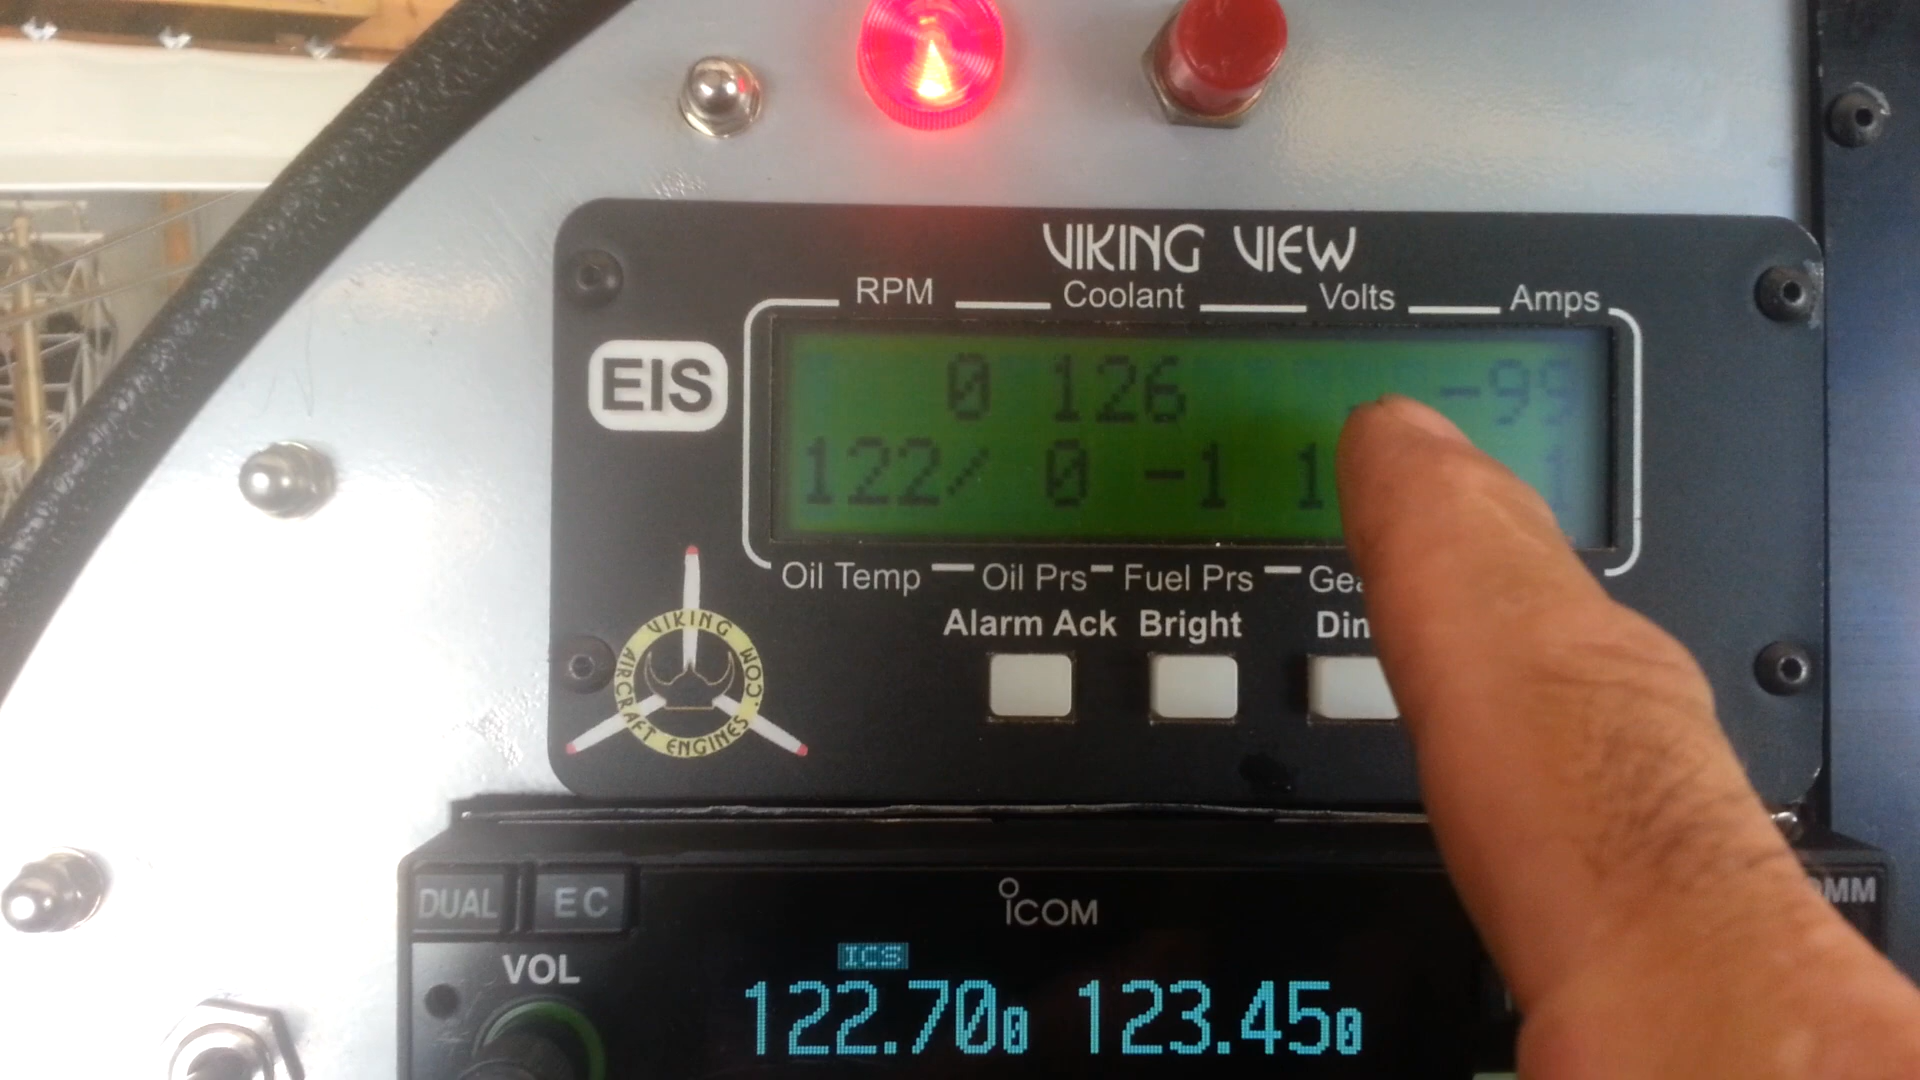 VIKING VIEW
RPM Coolant Volts Amps
EIS
0 126 -99
122/ 0 -1 1 1
Oil Temp Oil Prs Fuel Prs
Alarm Ack Bright
VIKING AIRCRAFT ENGINES .COM
DUAL EC
ICOM
VOL
ICS
122.700 123.450